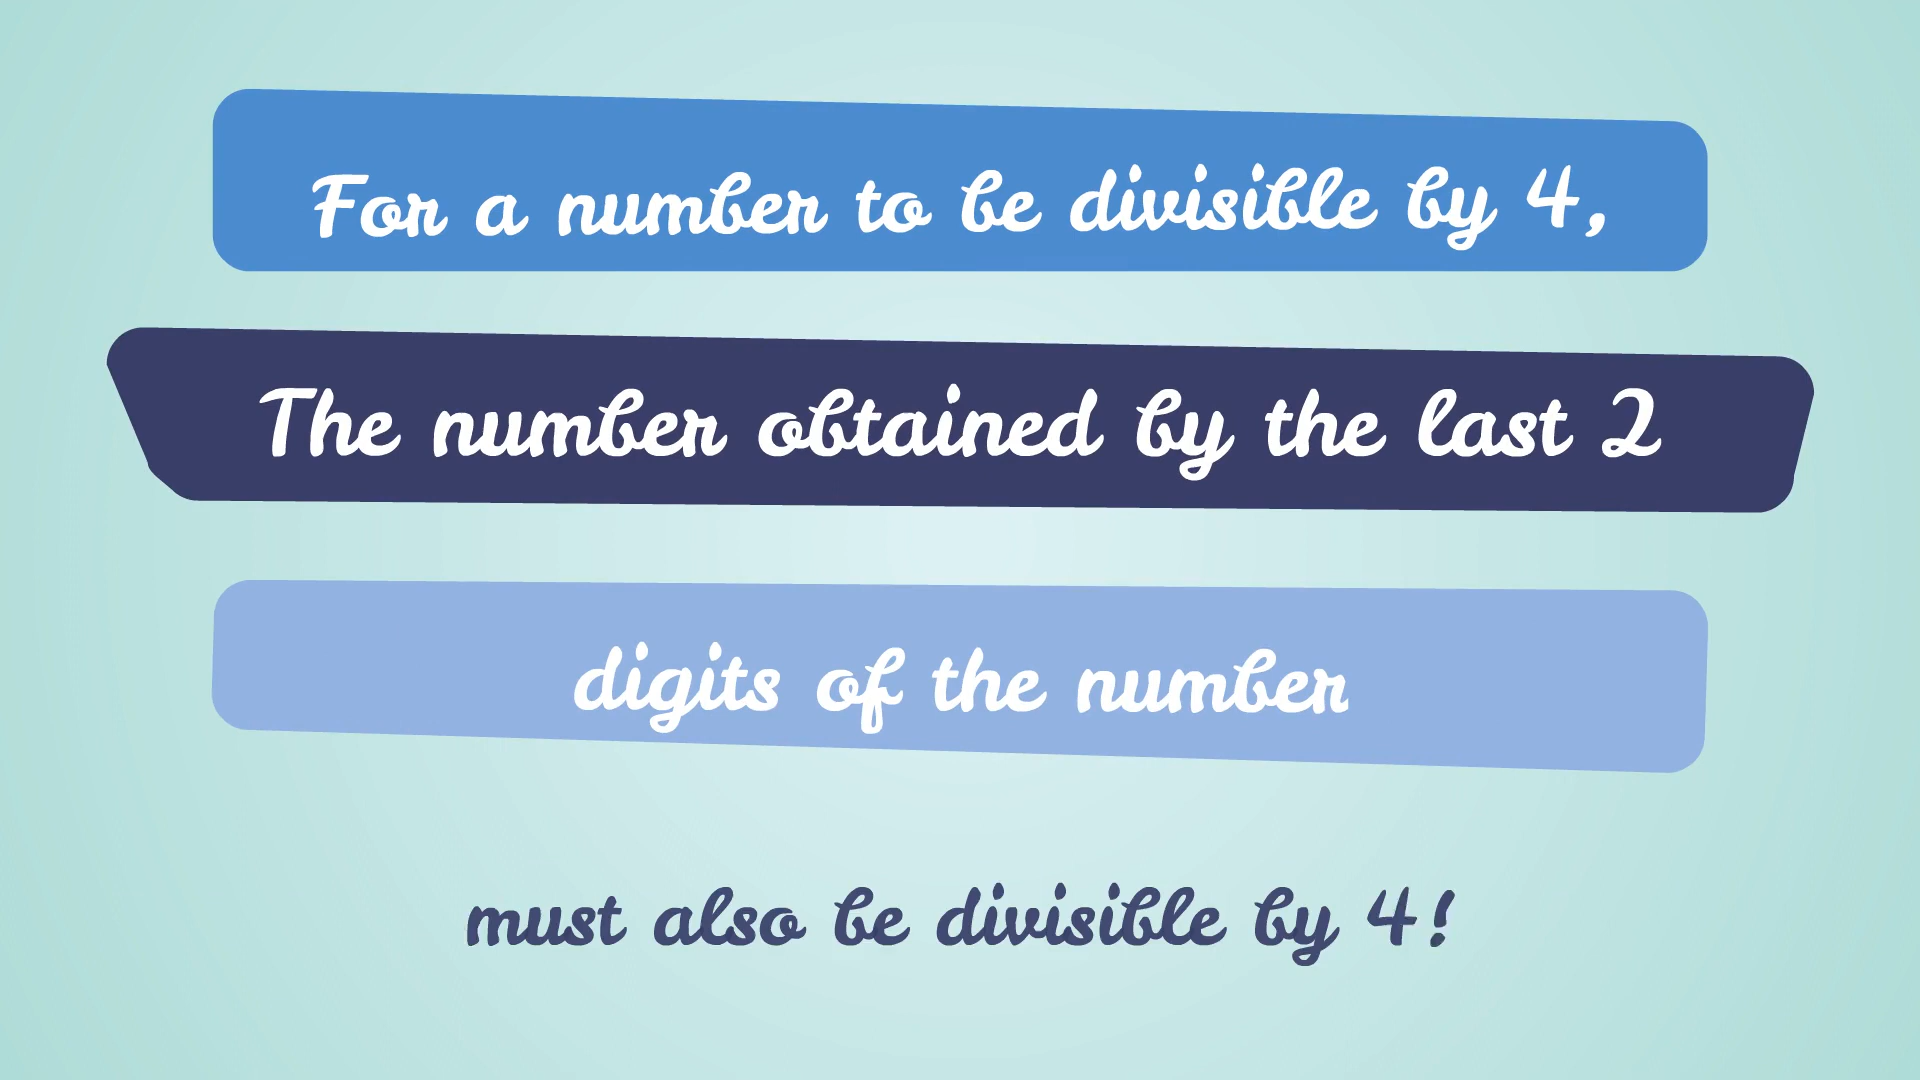 For a number to be divisible by 4,
The number obtained by the last 2
digits of the number
must also be divisible by 4!